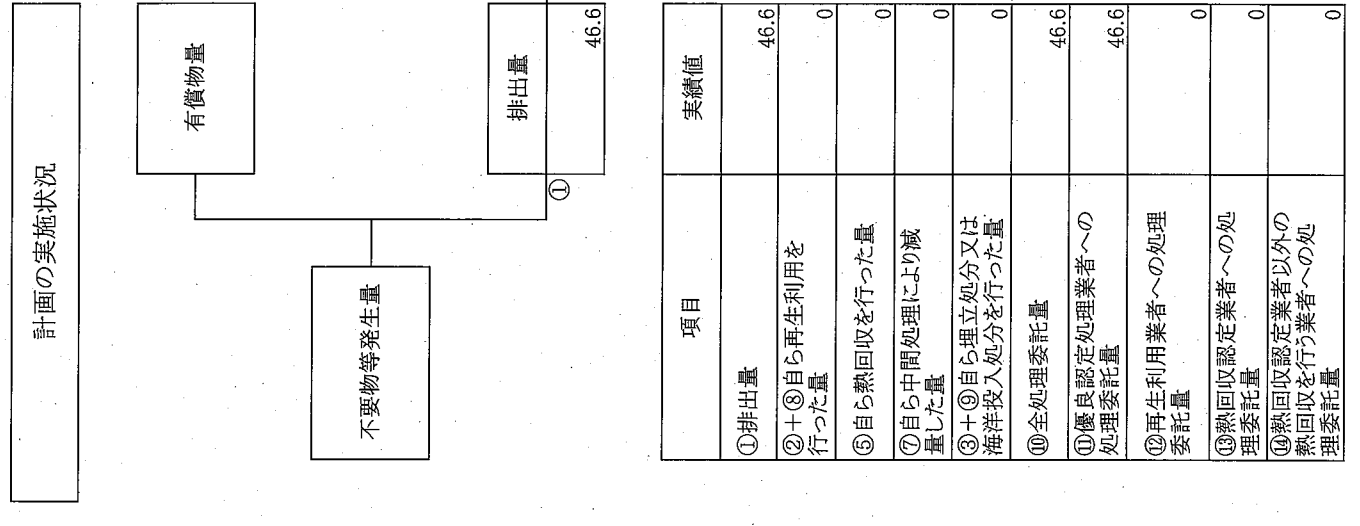 計画の実施状況
有償物量
不要物等発生量
①
排出量
46.6
項目
実績値
①排出量
46.6
②+⑧自ら再生利用を
行った量
0
⑤自ら熱回収を行った量
0
⑦自ら中間処理により減
量した量
0
③+⑨自ら埋立処分又は
海洋投入処分を行った量
0
⑩全処理委託量
46.6
⑪優良認定処理業者への
処理委託量
46.6
⑫再生利用業者への処理
委託量
0
⑬熱回収認定業者への処
理委託量
0
⑭熱回収認定業者以外の
熱回収を行う業者への処
理委託量
0